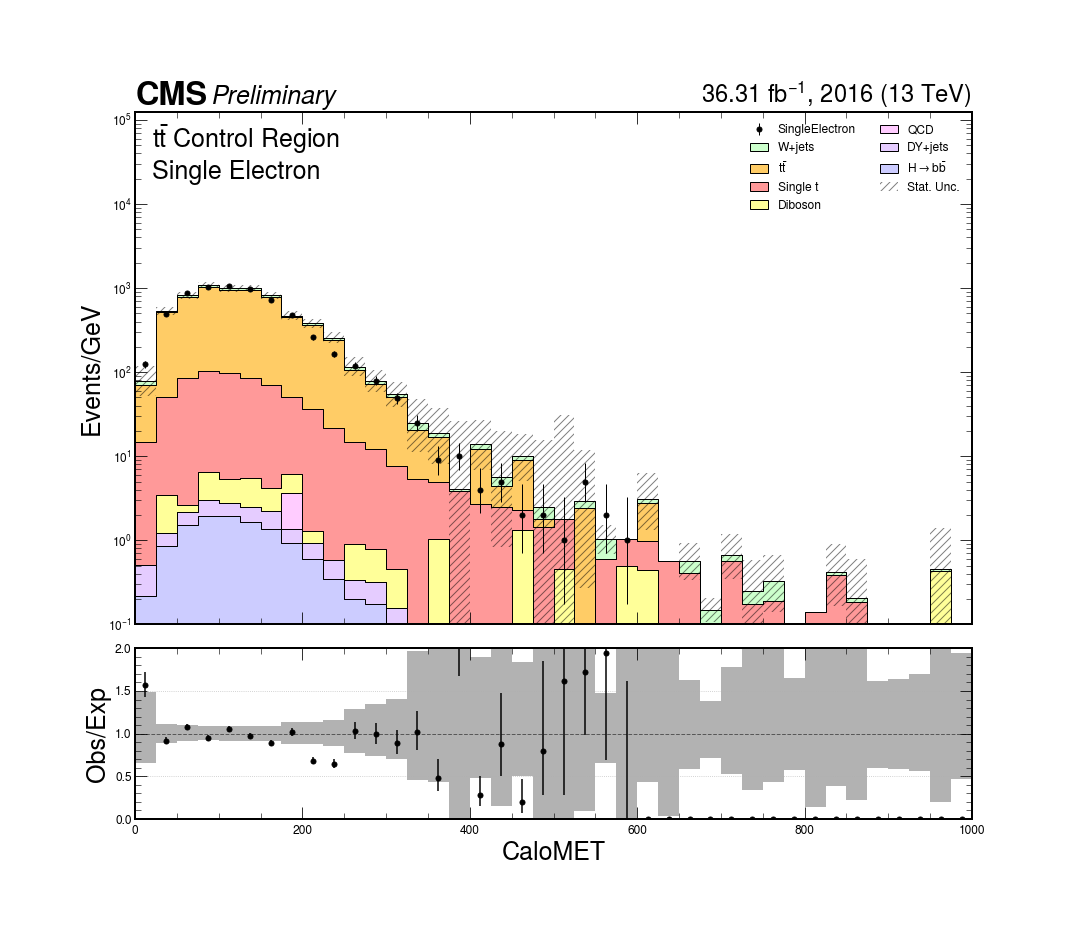 CMS Preliminary
36.31 fb⁻¹, 2016 (13 TeV)
tt̄ Control Region
Single Electron
SingleElectron
W+jets
tt̄
Single t
Diboson
QCD
DY+jets
H→bb̄
Stat. Unc.
Events/GeV
10⁵
10⁴
10³
10²
10¹
10⁰
10⁻¹
Obs/Exp
2.0
1.5
1.0
0.5
0.0
0 200 400 600 800 1000
CaloMET